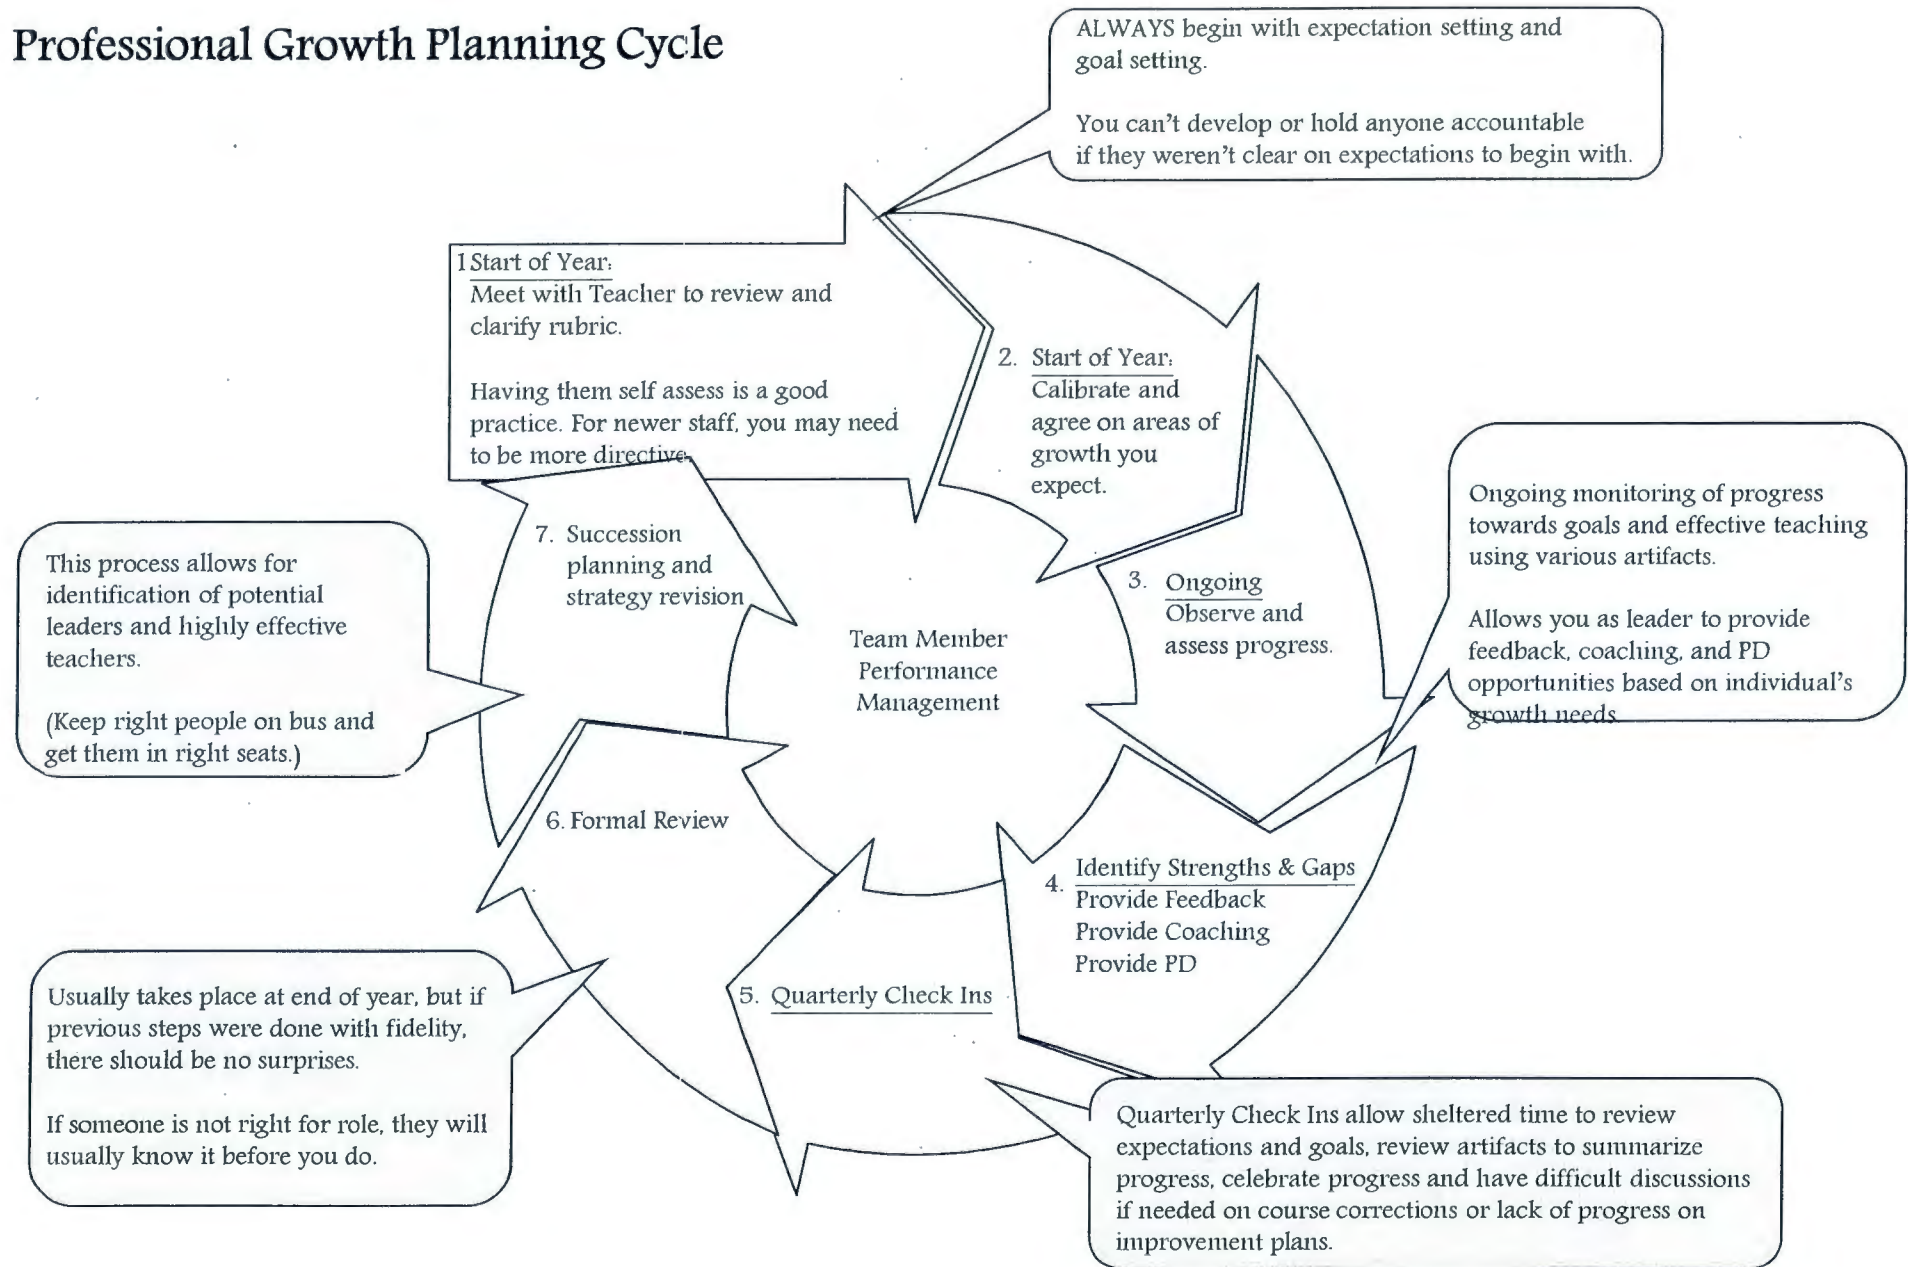 Professional Growth Planning Cycle
ALWAYS begin with expectation setting and
goal setting.
You can't develop or hold anyone accountable
if they weren't clear on expectations to begin with.
1 Start of Year:
Meet with Teacher to review and
clarify rubric.
Having them self assess is a good
practice. For newer staff, you may need
to be more directive.
2. Start of Year:
Calibrate and
agree on areas of
growth you
expect.
3. Ongoing
Observe and
assess progress.
Ongoing monitoring of progress
towards goals and effective teaching
using various artifacts.
Allows you as leader to provide
feedback, coaching, and PD
opportunities based on individual's
growth needs.
4. Identify Strengths & Gaps
Provide Feedback
Provide Coaching
Provide PD
5. Quarterly Check Ins
Quarterly Check Ins allow sheltered time to review
expectations and goals, review artifacts to summarize
progress, celebrate progress and have difficult discussions
if needed on course corrections or lack of progress on
improvement plans.
6. Formal Review
Usually takes place at end of year, but if
previous steps were done with fidelity,
there should be no surprises.
If someone is not right for role, they will
usually know it before you do.
7. Succession
planning and
strategy revision
This process allows for
identification of potential
leaders and highly effective
teachers.
(Keep right people on bus and
get them in right seats.)
Team Member
Performance
Management